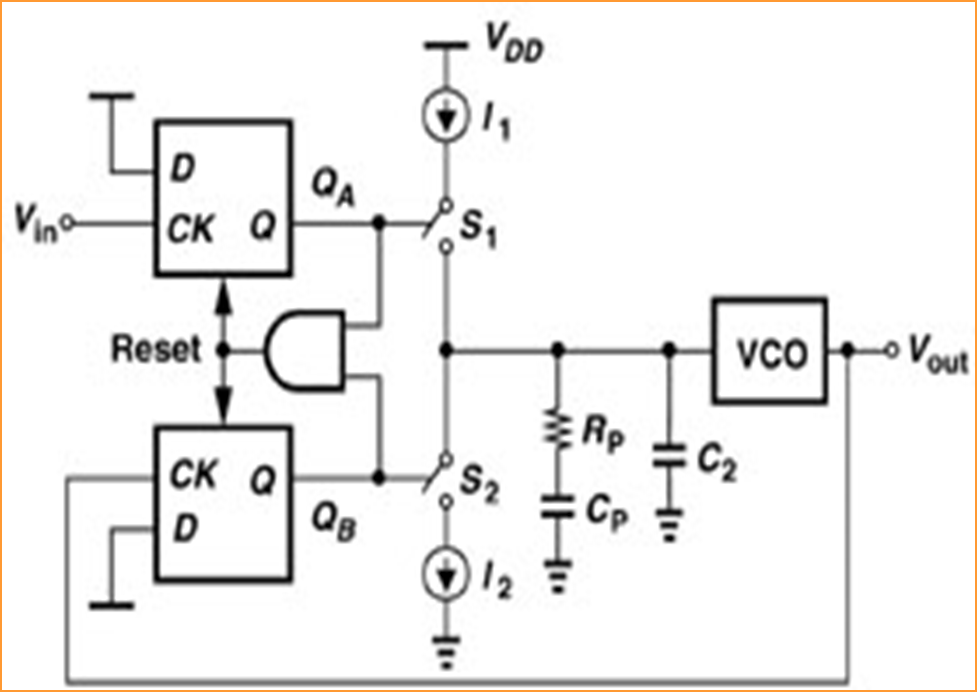 V_DD
I_1
D
Q_A
V_in
CK
Q
S_1
Reset
VCO
V_out
R_P
C_2
C_P
CK
Q
S_2
Q_B
D
I_2